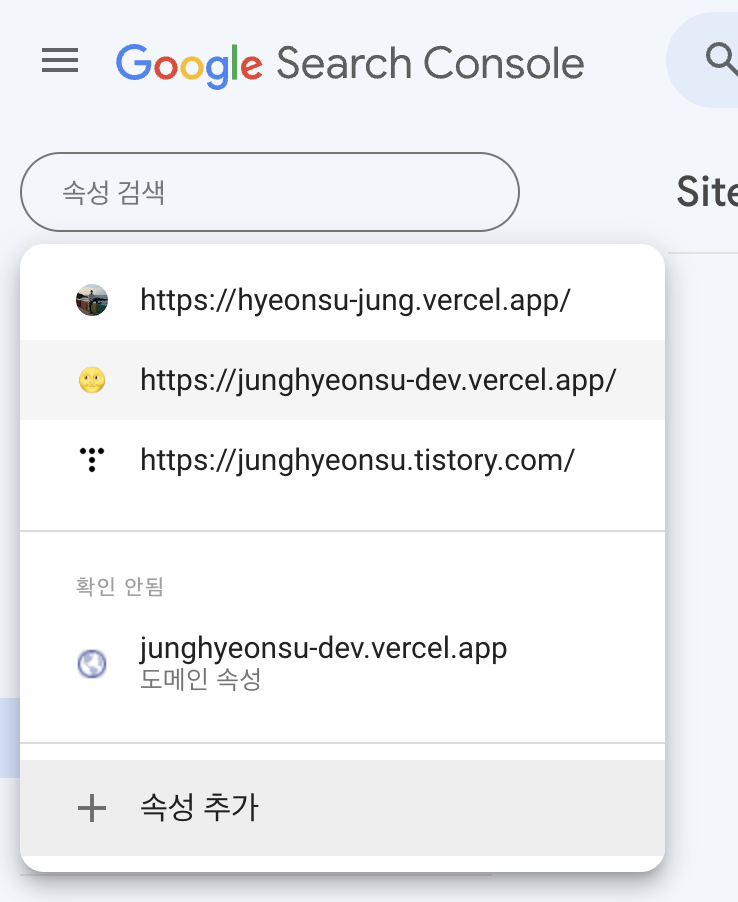 Google Search Console
속성 검색
Site
https://hyeonsu-jung.vercel.app/
https://junghyeonsu-dev.vercel.app/
https://junghyeonsu.tistory.com/
확인 안됨
junghyeonsu-dev.vercel.app
도메인 속성
속성 추가